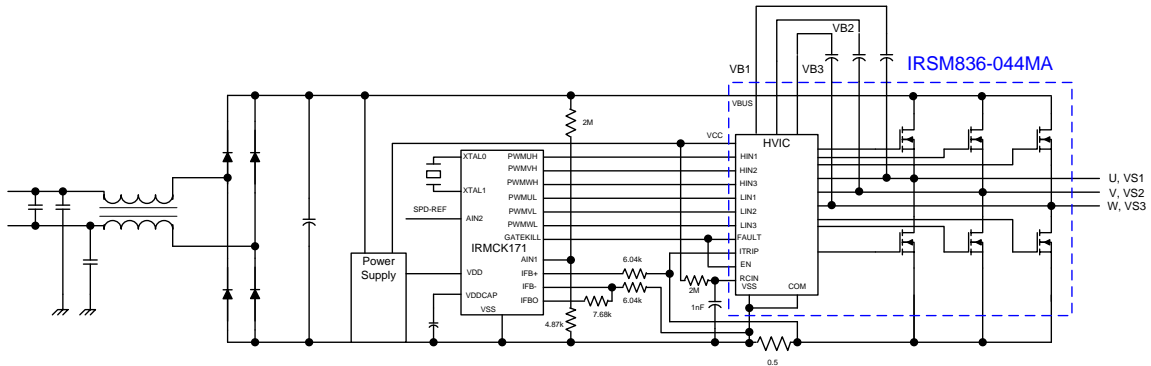 VB2
VB1
VB3
IRSM836-044MA
VBUS
2M
VCC
HVIC
XTAL0
PWMUH
HIN1
PWMVH
HIN2
PWMWH
HIN3
XTAL1
PWMUL
LIN1
U, VS1
SPD-REF
PWMVL
LIN2
V, VS2
AIN2
PWMWL
LIN3
W, VS3
GATEKILL
FAULT
IRMCK171
ITRIP
Power
Supply
AIN1
6.04k
EN
VDD
IFB+
RCIN
IFB-
2M
VSS
COM
VDDCAP
IFBO
6.04k
VSS
7.68k
1nF
4.87k
0.5